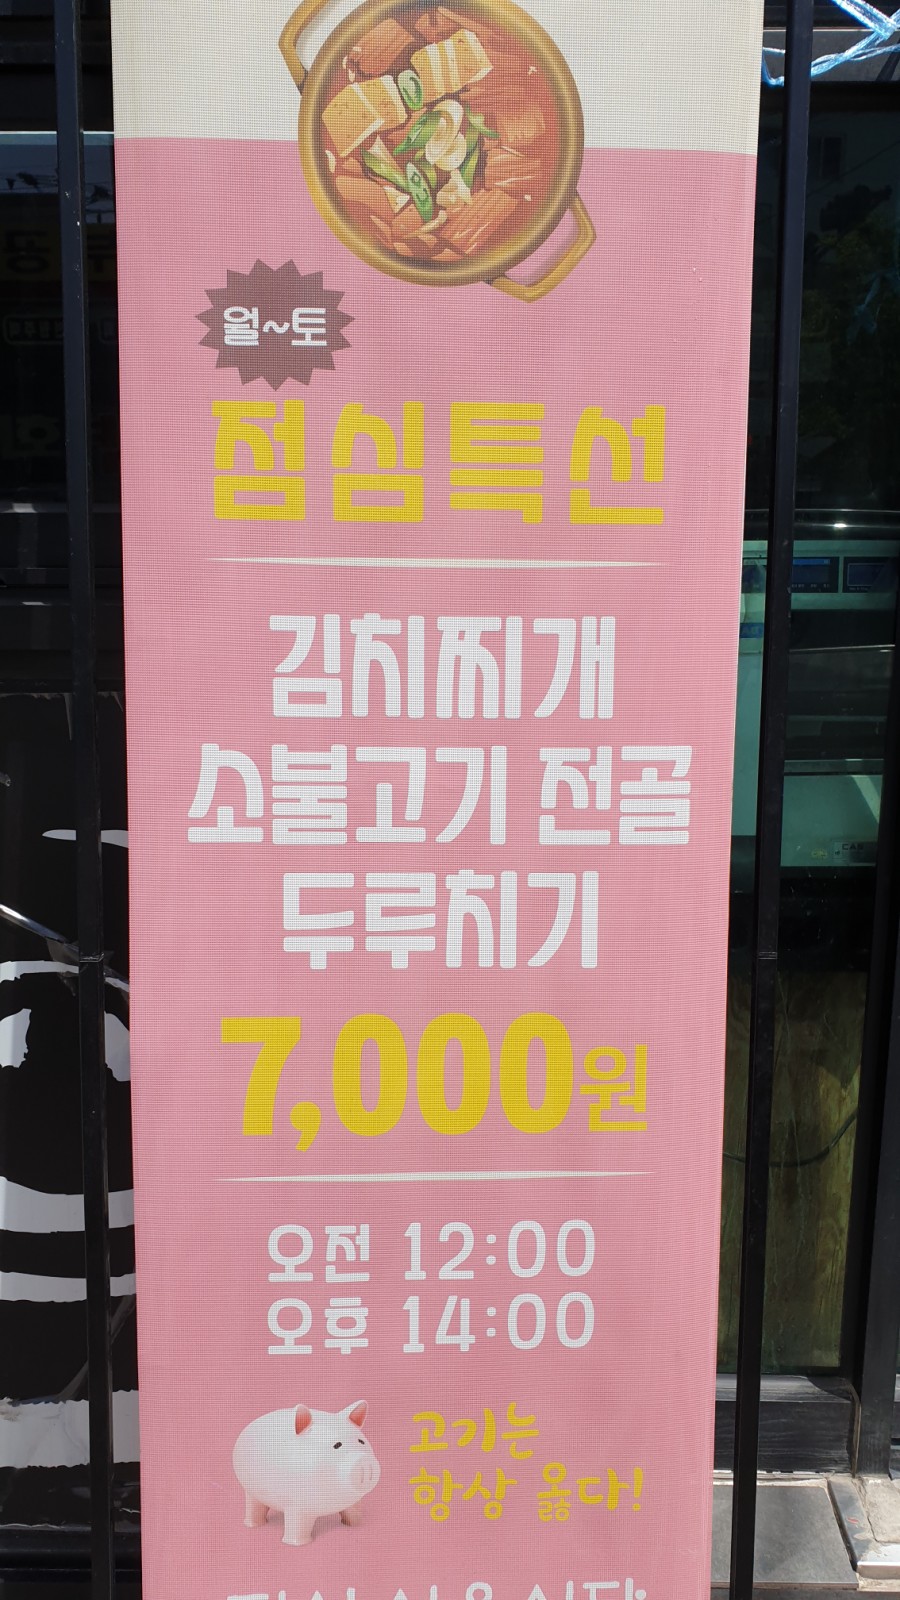 월~토
점심특선
김치찌개
소불고기 전골
두루치기
7,000원
오전 12:00
오후 14:00
고기는
항상 옳다!